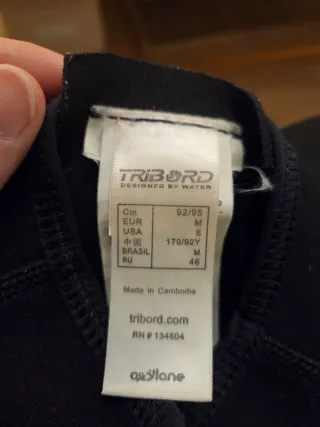 TRIBORD
DESIGNED BY WATER
Cm 92/95
EUR M
USA S
中国 170/92Y
BRASIL M
RU 46
Made in Cambodia
tribord.com
RN # 134604
oxylane